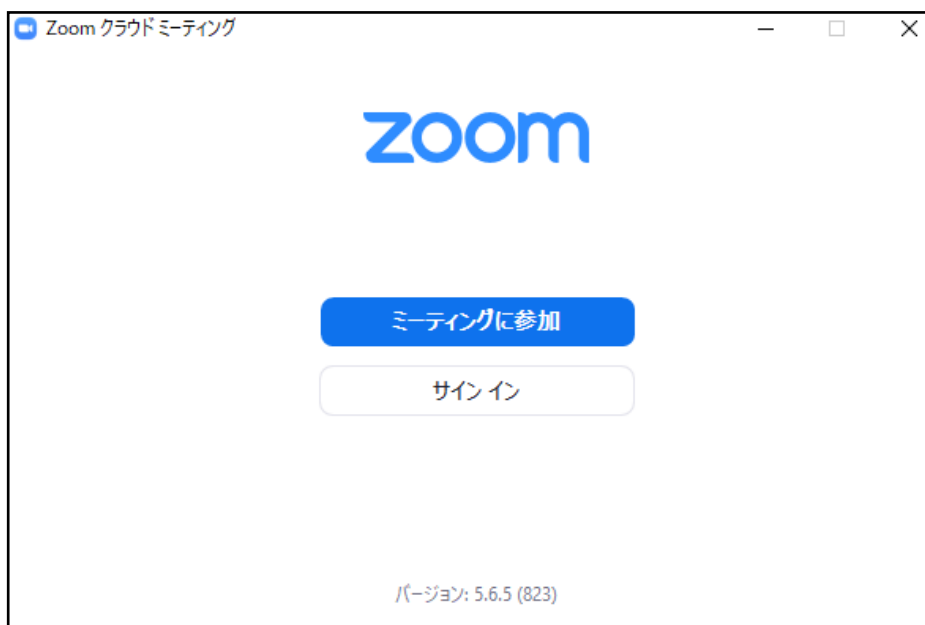 Zoom クラウド ミーティング
zoom
ミーティングに参加
サイン イン
バージョン: 5.6.5 (823)